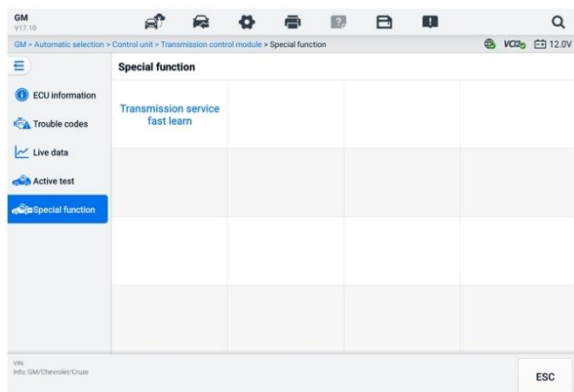 GM
V17.10
GM > Automatic selection > Control unit > Transmission control module > Special function
VCI
12.0V
Special function
ECU information
Trouble codes
Live data
Active test
Special function
Transmission service
fast learn
VIN:
Info: GM/Chevrolet/Cruze
ESC